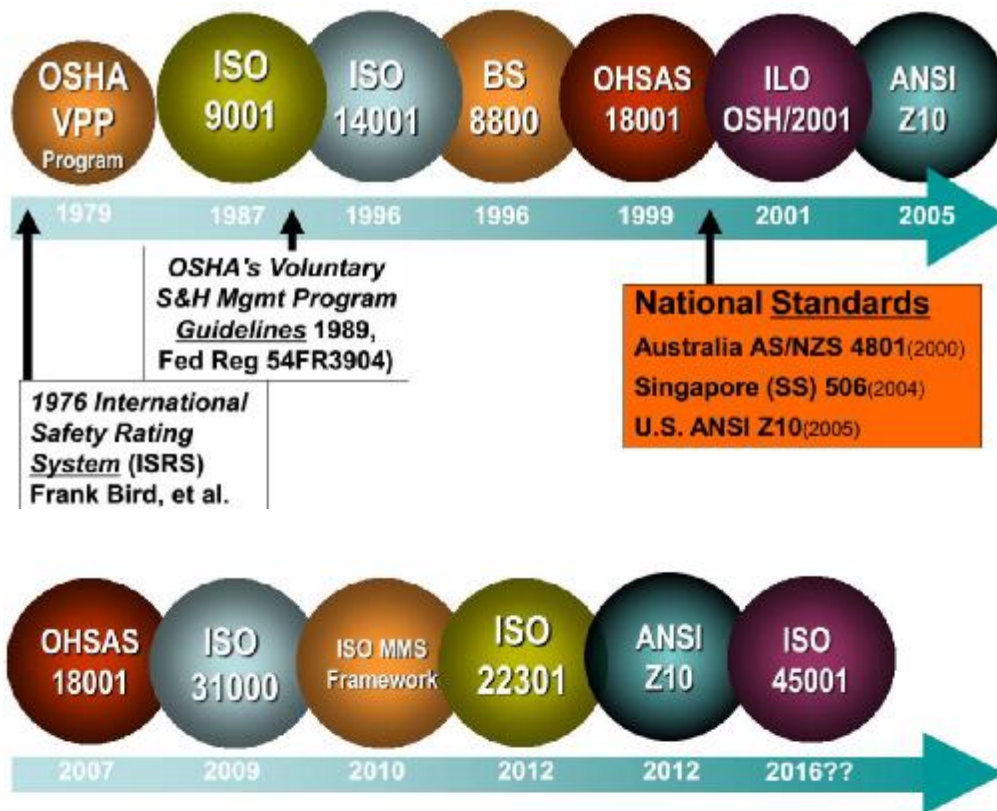 OSHA
VPP
Program
ISO
9001
ISO
14001
BS
8800
OHSAS
18001
ILO
OSH/2001
ANSI
Z10
1979
1987
1996
1996
1999
2001
2005
OSHA's Voluntary
S&H Mgmt Program
Guidelines 1989,
Fed Reg 54FR3904)
National Standards
Australia AS/NZS 4801(2000)
Singapore (SS) 506(2004)
U.S. ANSI Z10(2005)
1976 International
Safety Rating
System (ISRS)
Frank Bird, et al.
OHSAS
18001
ISO
31000
ISO MMS
Framework
ISO
22301
ANSI
Z10
ISO
45001
2007
2009
2010
2012
2012
2016??